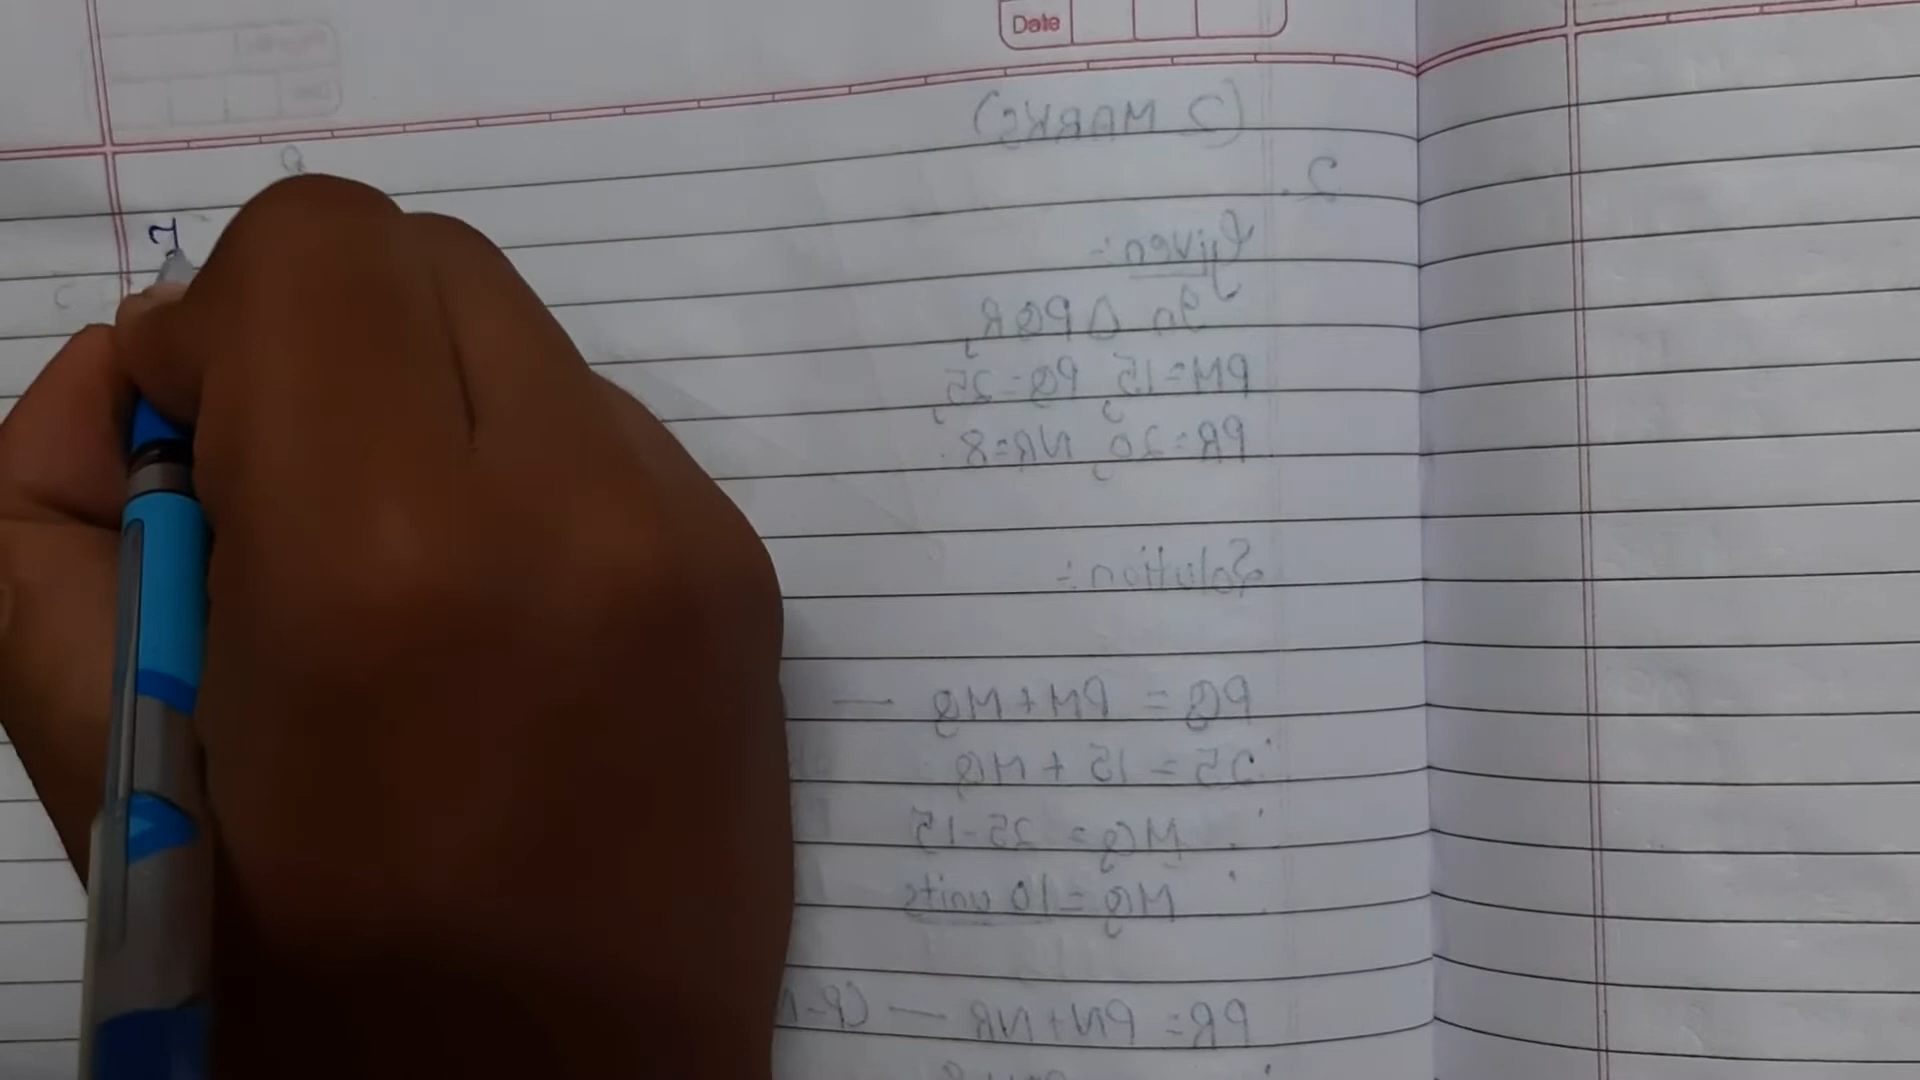 Date
(2 MARKS)
2.
Given :-
In △ PQR,
PM=15, PQ=25,
PR=20, NR=8.
Solution :-
PQ = PM+MQ —
25 = 15 + MQ
MQ = 25-15
MQ = 10 units
PR= PN+NR —